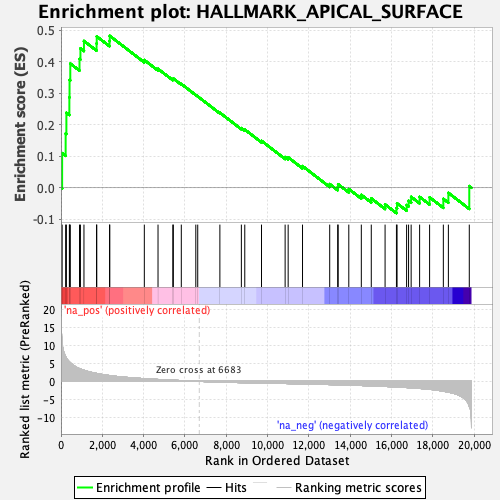 Enrichment plot: HALLMARK_APICAL_SURFACE
Enrichment score (ES)
0.5
0.4
0.3
0.2
0.1
0.0
-0.1
'na_pos' (positively correlated)
Ranked list metric (PreRanked)
20
15
10
5
0
-5
-10
Zero cross at 6683
'na_neg' (negatively correlated)
0 2,000 4,000 6,000 8,000 10,000 12,000 14,000 16,000 18,000 20,000
Rank in Ordered Dataset
Enrichment profile Hits Ranking metric scores